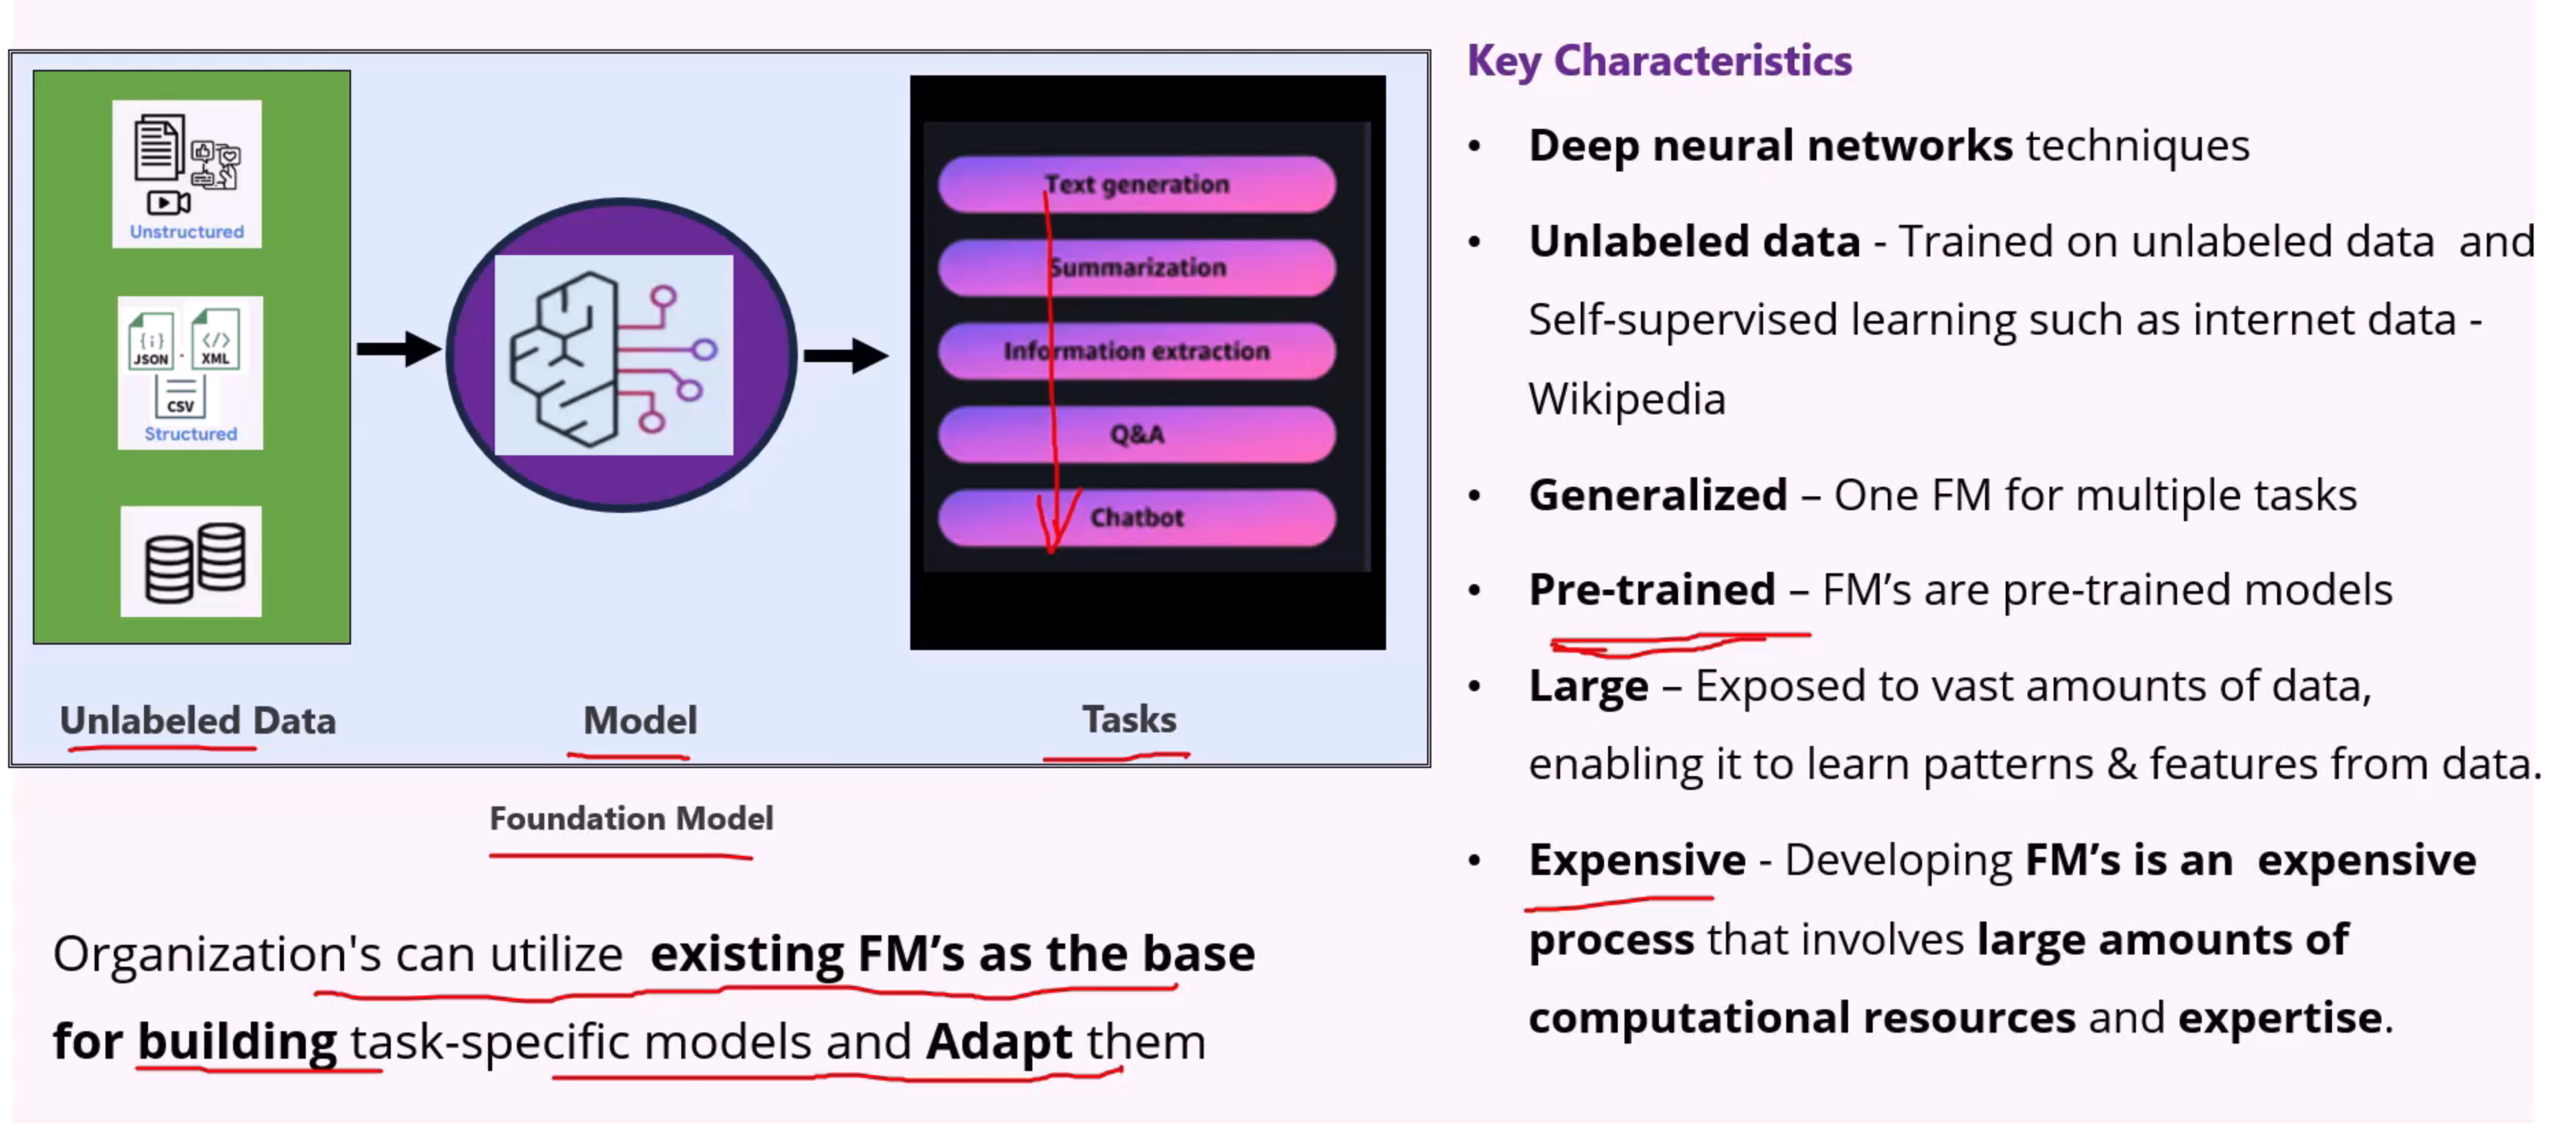 Unstructured
{i}
JSON
</>
XML
CSV
Structured
Unlabeled Data
Model
Text generation
Summarization
Information extraction
Q&A
Chatbot
Tasks
Foundation Model
Organization's can utilize existing FM’s as the base
for building task-specific models and Adapt them
Key Characteristics
• Deep neural networks techniques
• Unlabeled data - Trained on unlabeled data and
Self-supervised learning such as internet data -
Wikipedia
• Generalized – One FM for multiple tasks
• Pre-trained – FM’s are pre-trained models
• Large – Exposed to vast amounts of data,
enabling it to learn patterns & features from data.
• Expensive - Developing FM’s is an expensive
process that involves large amounts of
computational resources and expertise.